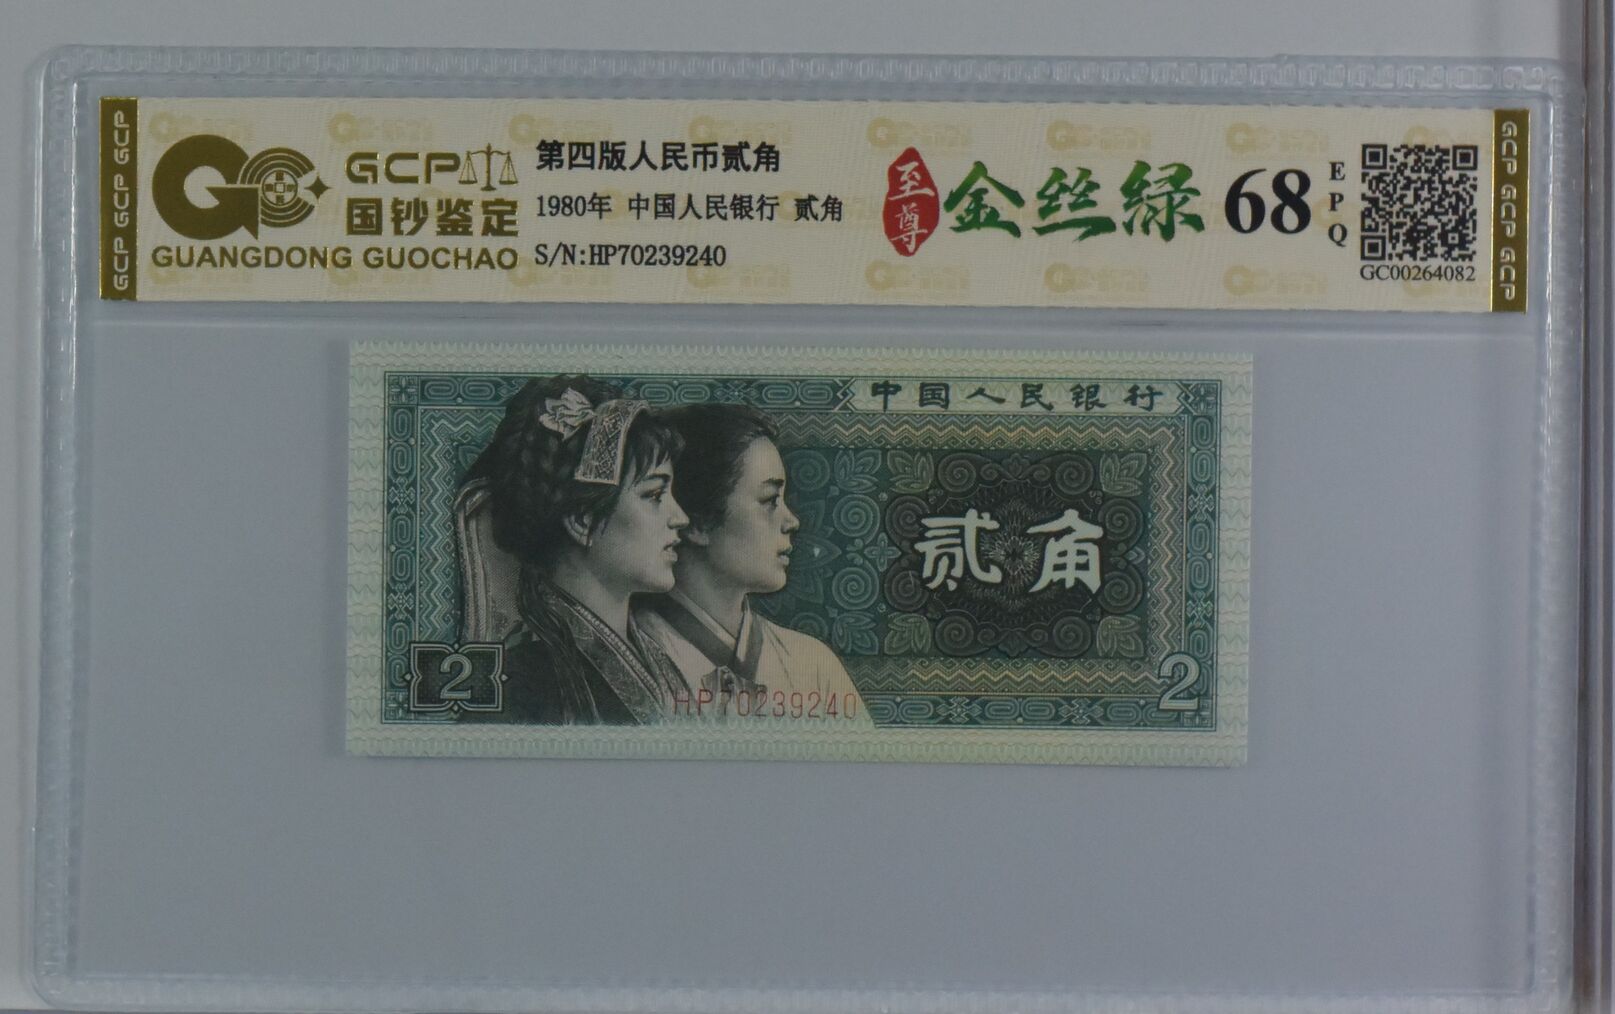 GCP GCP GCP
GCP
国钞鉴定
GUANGDONG GUOCHAO
第四版人民币贰角
1980年 中国人民银行 贰角
S/N:HP70239240
至尊
金丝绿
68
EPQ
GC00264082
GCP GCP GCP
中国人民银行
贰角
2
HP70239240
2